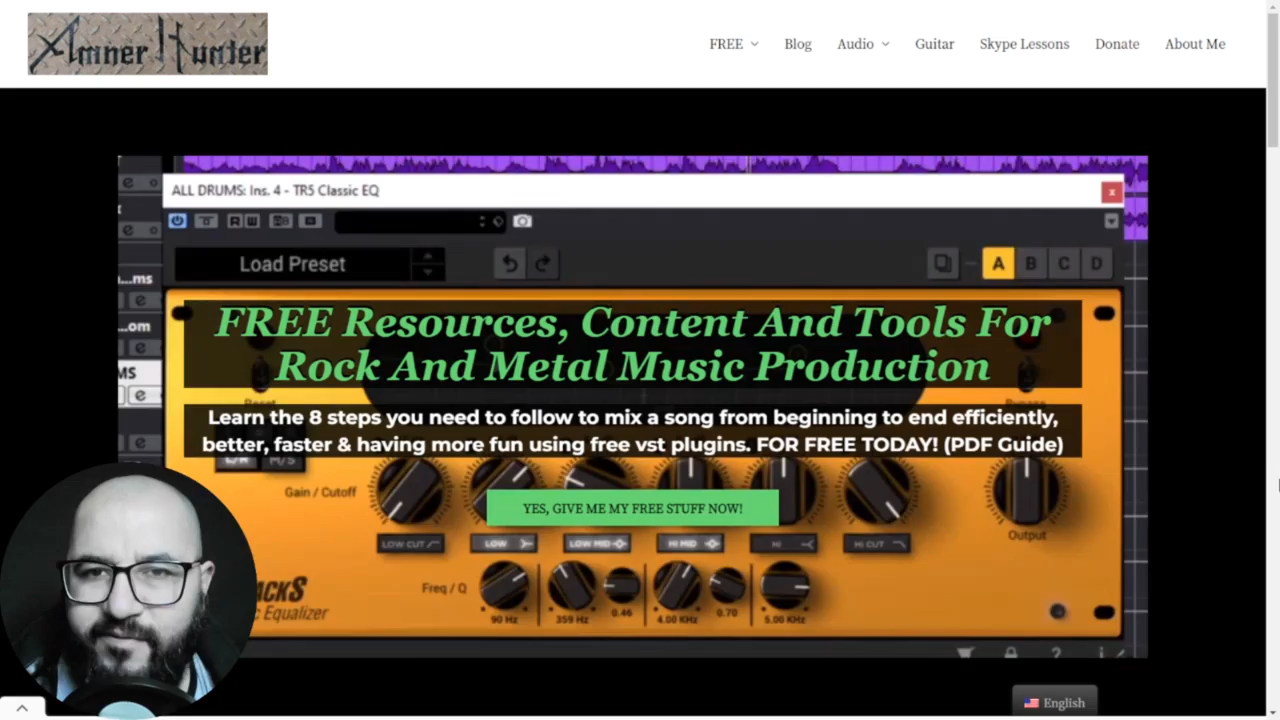 Amner Hunter
FREE
Blog
Audio
Guitar
Skype Lessons
Donate
About Me
ALL DRUMS: Ins. 4 - TR5 Classic EQ
x
R W
Load Preset
A B C D
...ms
...om
MS
FREE Resources, Content And Tools For
Rock And Metal Music Production
Learn the 8 steps you need to follow to mix a song from beginning to end efficiently,
better, faster & having more fun using free vst plugins. FOR FREE TODAY! (PDF Guide)
L/R M/S
Gain / Cutoff
YES, GIVE ME MY FREE STUFF NOW!
Output
LOW CUT
LOW
LOW MID
HI MID
HI
HI CUT
Freq / Q
90 Hz
359 Hz
0.46
4.00 KHz
0.70
5.00 KHz
Equalizer
English